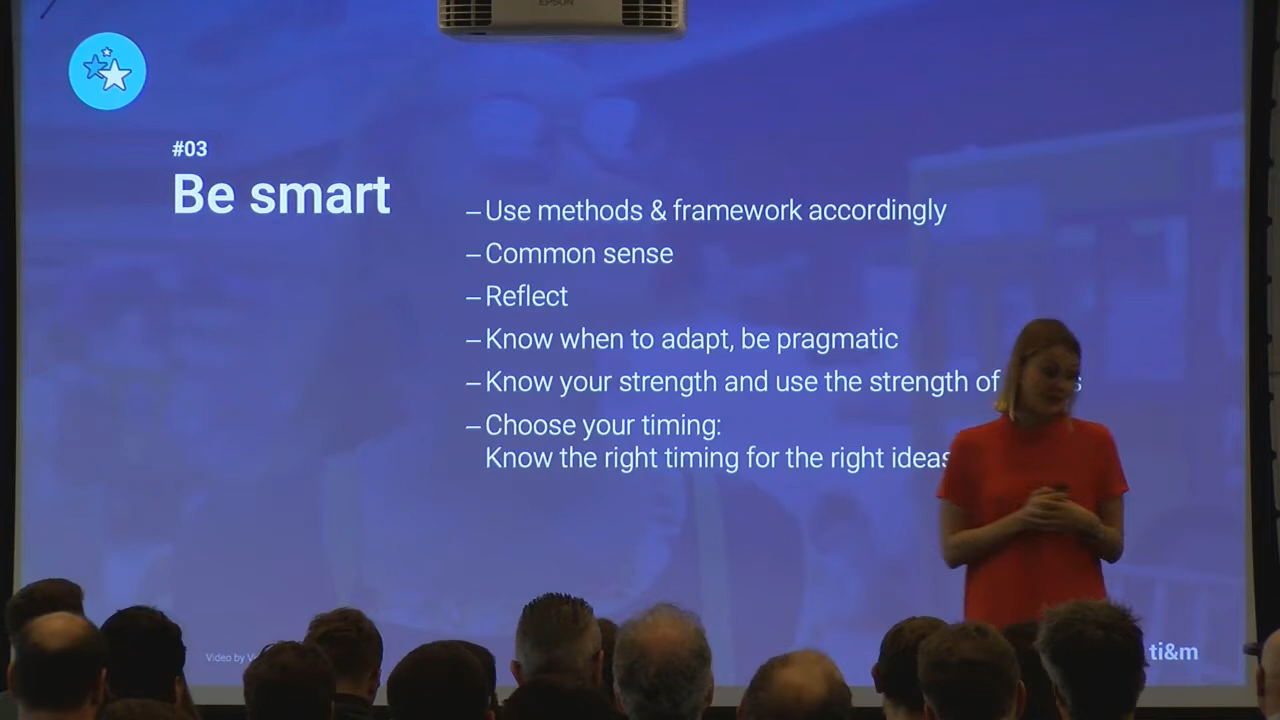 EPSON
#03
Be smart
– Use methods & framework accordingly
– Common sense
– Reflect
– Know when to adapt, be pragmatic
– Know your strength and use the strength of
– Choose your timing:
Know the right timing for the right ideas
Video by
ti&m